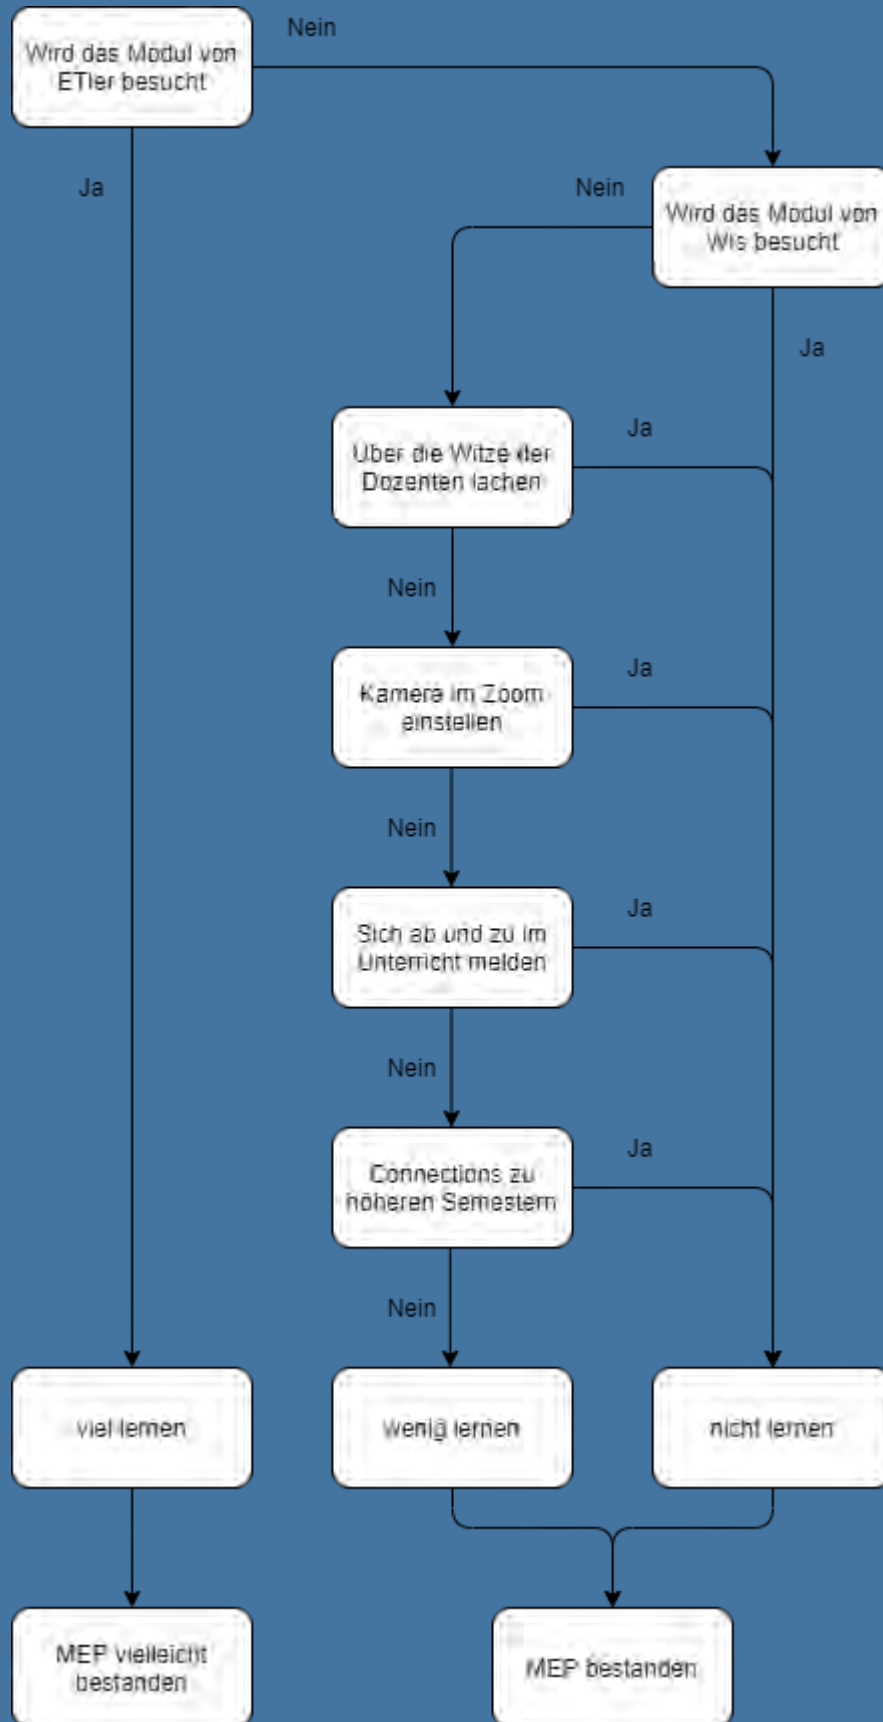 Nein
Wird das Modul von
ETler besucht
Ja
Nein
Wird das Modul von
WIs besucht
Ja
Über die Witze der
Dozenten lachen
Ja
Nein
Kamera im Zoom
einstellen
Ja
Nein
Sich ab und zu im
Unterricht melden
Ja
Nein
Connections zu
höheren Semestern
Ja
Nein
viel lernen
Wenig lernen
nicht lernen
MEP vielleicht
bestanden
MEP bestanden